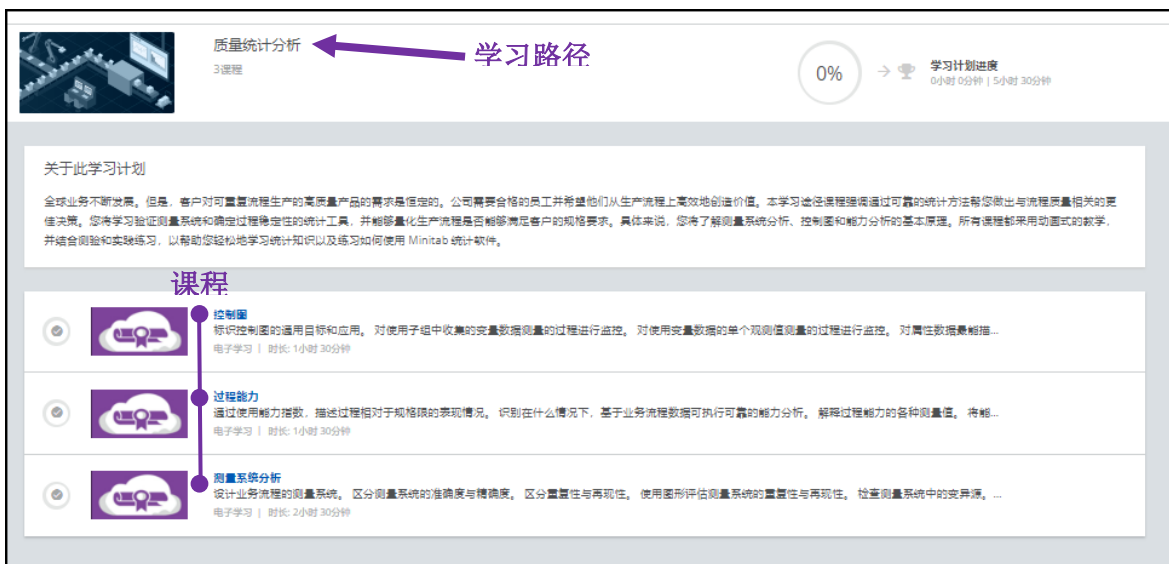 质量统计分析
学习路径
3课程
0%
学习计划进度
0小时 0分钟 | 5小时 30分钟
关于此学习计划
全球业务不断发展。但是，客户对可重复流程生产的高质量产品的需求是恒定的。公司需要合格的员工并希望他们从生产流程上高效地创造价值。本学习途径课程强调通过可靠的统计方法帮您做出与流程质量相关的更
佳决策。您将学习验证测量系统和确定过程稳定性的统计工具，并能够量化生产流程是否能够满足客户的规格要求。具体来说，您将了解测量系统分析、控制图和能力分析的基本原理。所有课程都采用动画式的教学，
并结合测验和实践练习，以帮助您轻松地学习统计知识以及练习如何使用 Minitab 统计软件。
课程
控制图
标识控制图的通用目标和应用。 对使用子组中收集的变量数据测量的过程进行监控。 对使用变量数据的单个观测值测量的过程进行监控。 对属性数据最能描...
电子学习 | 时长: 1小时 30分钟
过程能力
通过使用能力指数，描述过程相对于规格限的表现情况。 识别在什么情况下，基于业务流程数据可执行可靠的能力分析。 解释过程能力的各种测量值。 将能...
电子学习 | 时长: 1小时 30分钟
测量系统分析
设计业务流程的测量系统。 区分测量系统的准确度与精确度。 区分重复性与再现性。 使用图形评估测量系统的重复性与再现性。 检查测量系统中的变异源。...
电子学习 | 时长: 2小时 30分钟